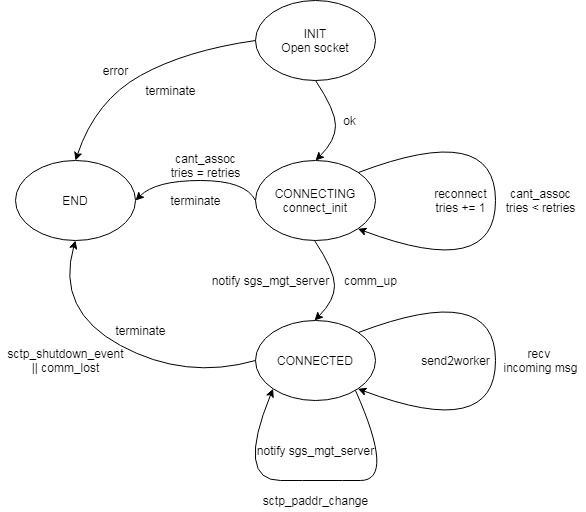 INIT
Open socket
error
terminate
ok
cant_assoc
tries = retries
terminate
END
CONNECTING
connect_init
reconnect
tries += 1
cant_assoc
tries < retries
notify sgs_mgt_server
comm_up
terminate
sctp_shutdown_event
|| comm_lost
CONNECTED
send2worker
recv
incoming msg
notify sgs_mgt_server
sctp_paddr_change